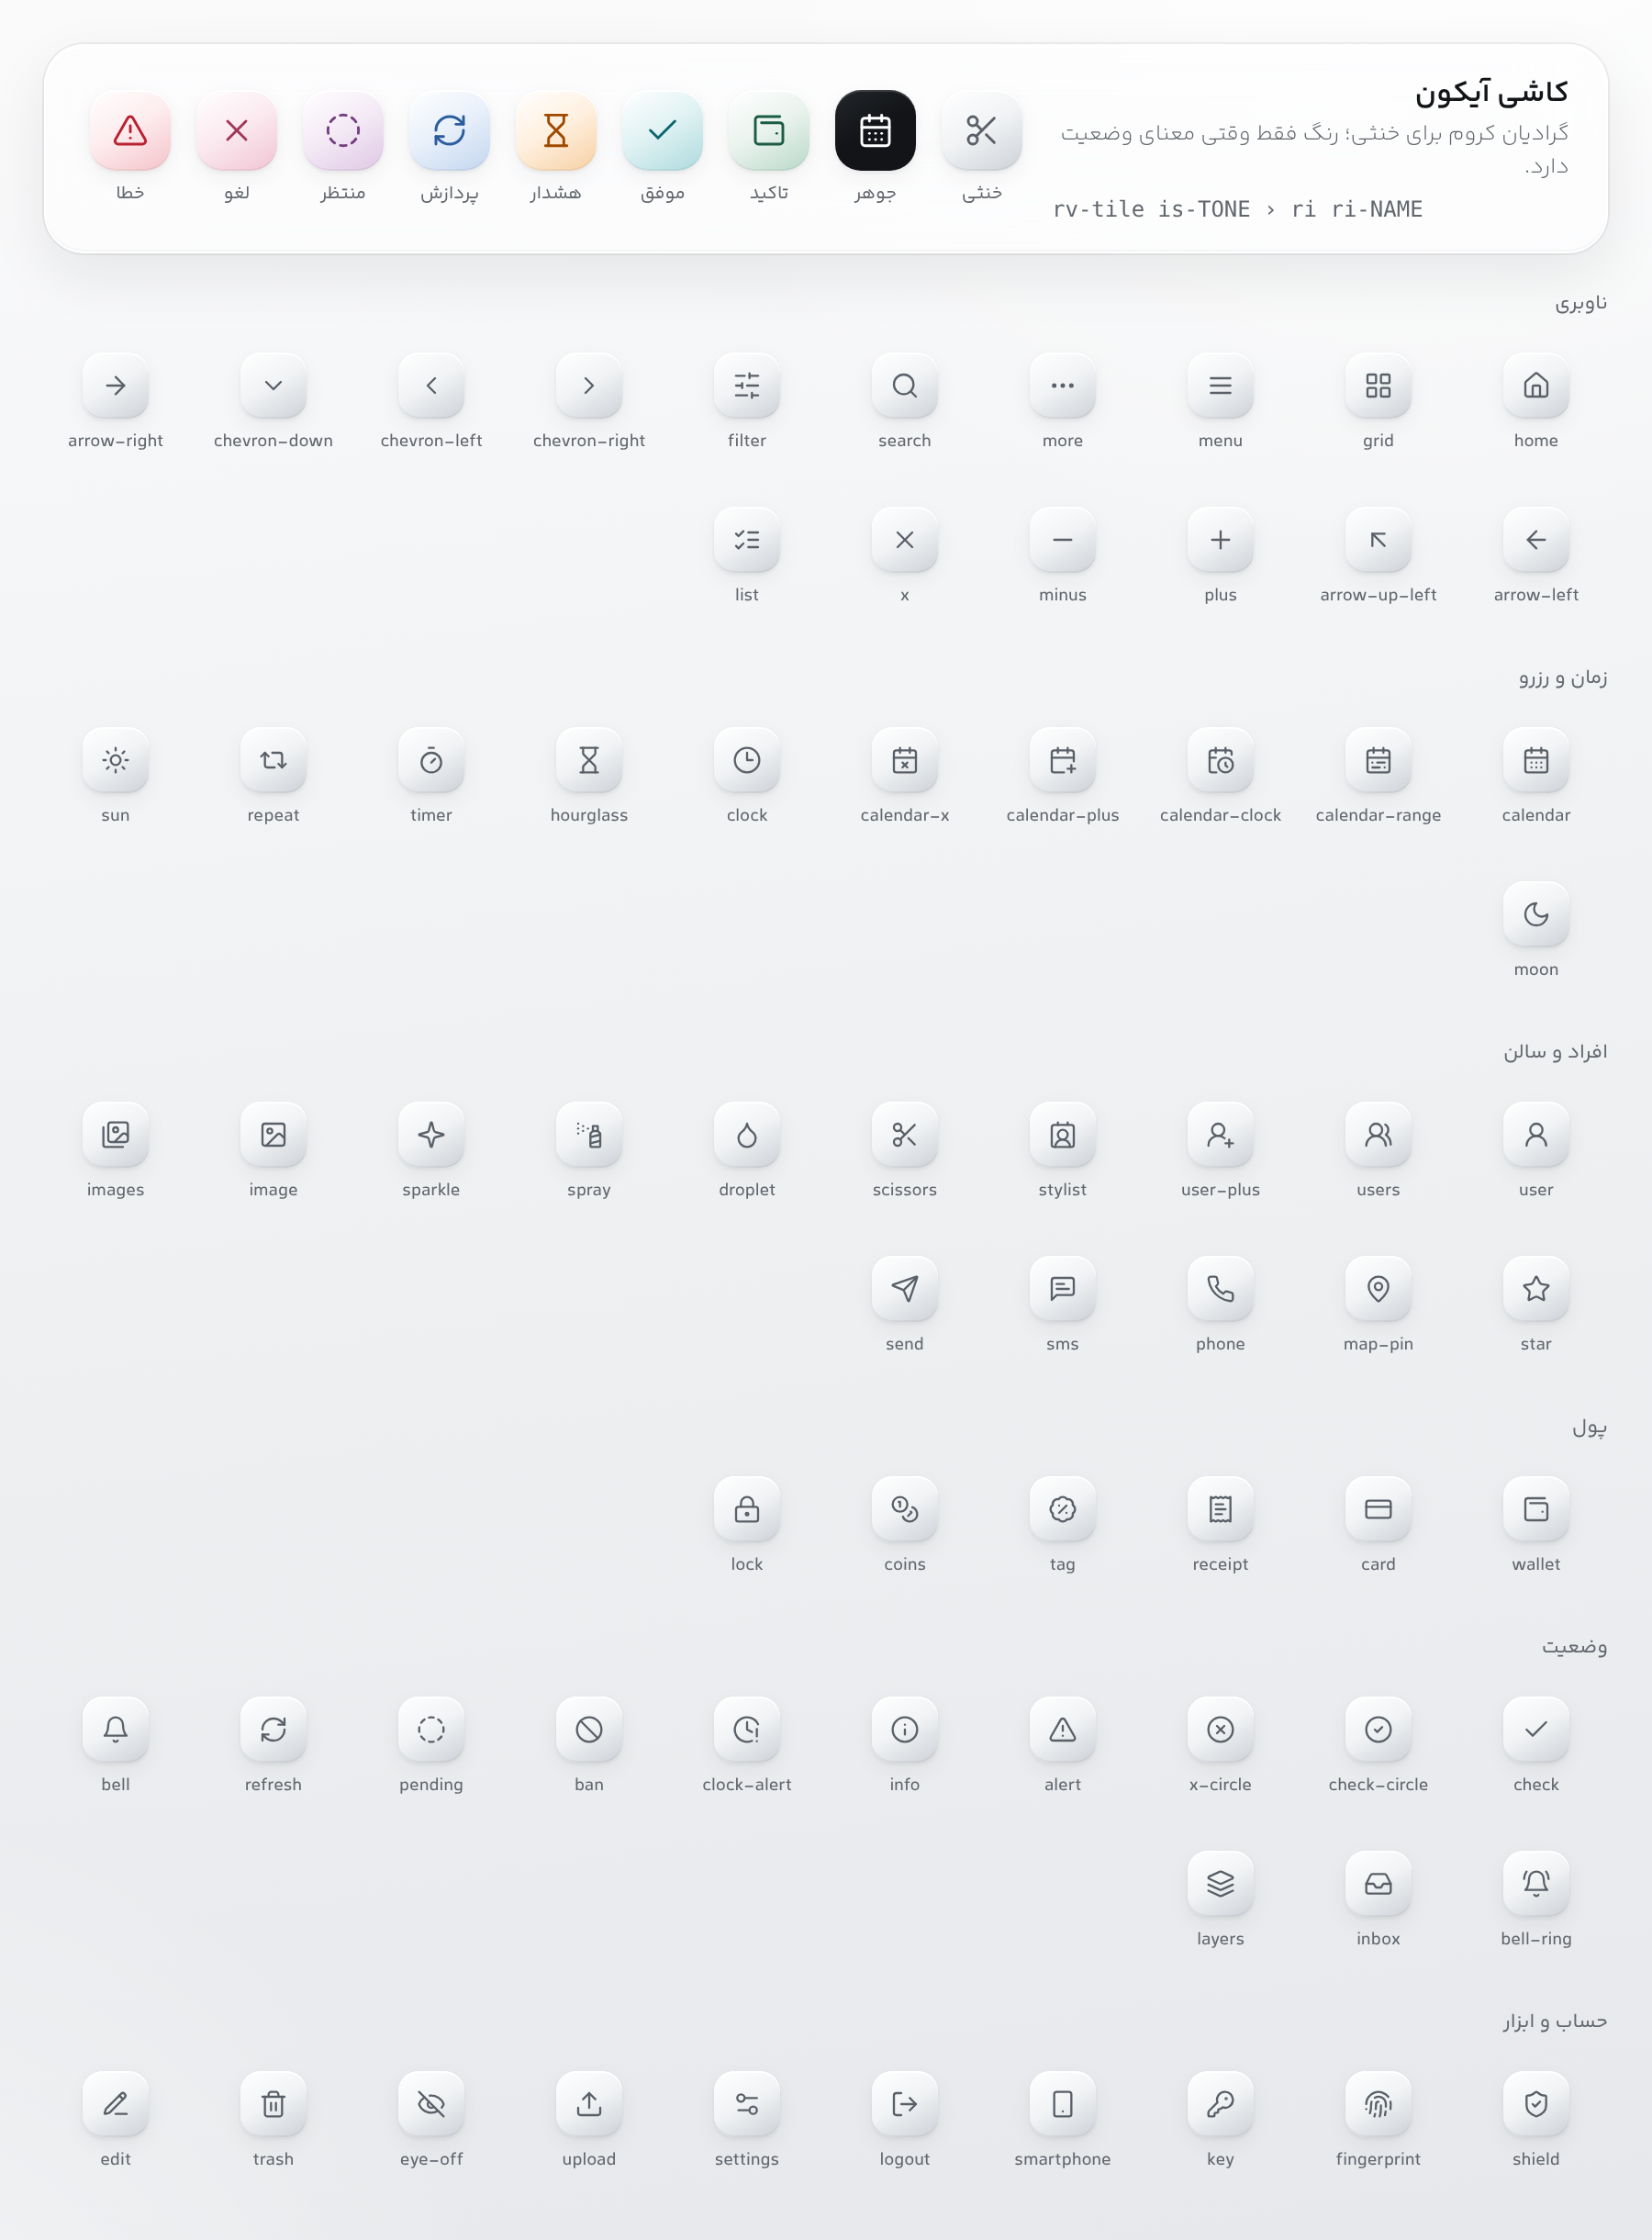 کاشی آیکون
گرادیان کروم برای خنثی؛ رنگ فقط وقتی معنای وضعیت
دارد.
rv-tile is-TONE › ri ri-NAME
خنثی جوهر تاکید موفق هشدار پردازش منتظر لغو خطا
ناوبری
home grid menu more search filter chevron-right chevron-left chevron-down arrow-right
arrow-left arrow-up-left plus minus x list
زمان و رزرو
calendar calendar-range calendar-clock calendar-plus calendar-x clock hourglass timer repeat sun
moon
افراد و سالن
user users user-plus stylist scissors droplet spray sparkle image images
star map-pin phone sms send
پول
wallet card receipt tag coins lock
وضعیت
check check-circle x-circle alert info clock-alert ban pending refresh bell
bell-ring inbox layers
حساب و ابزار
shield fingerprint key smartphone logout settings upload eye-off trash edit